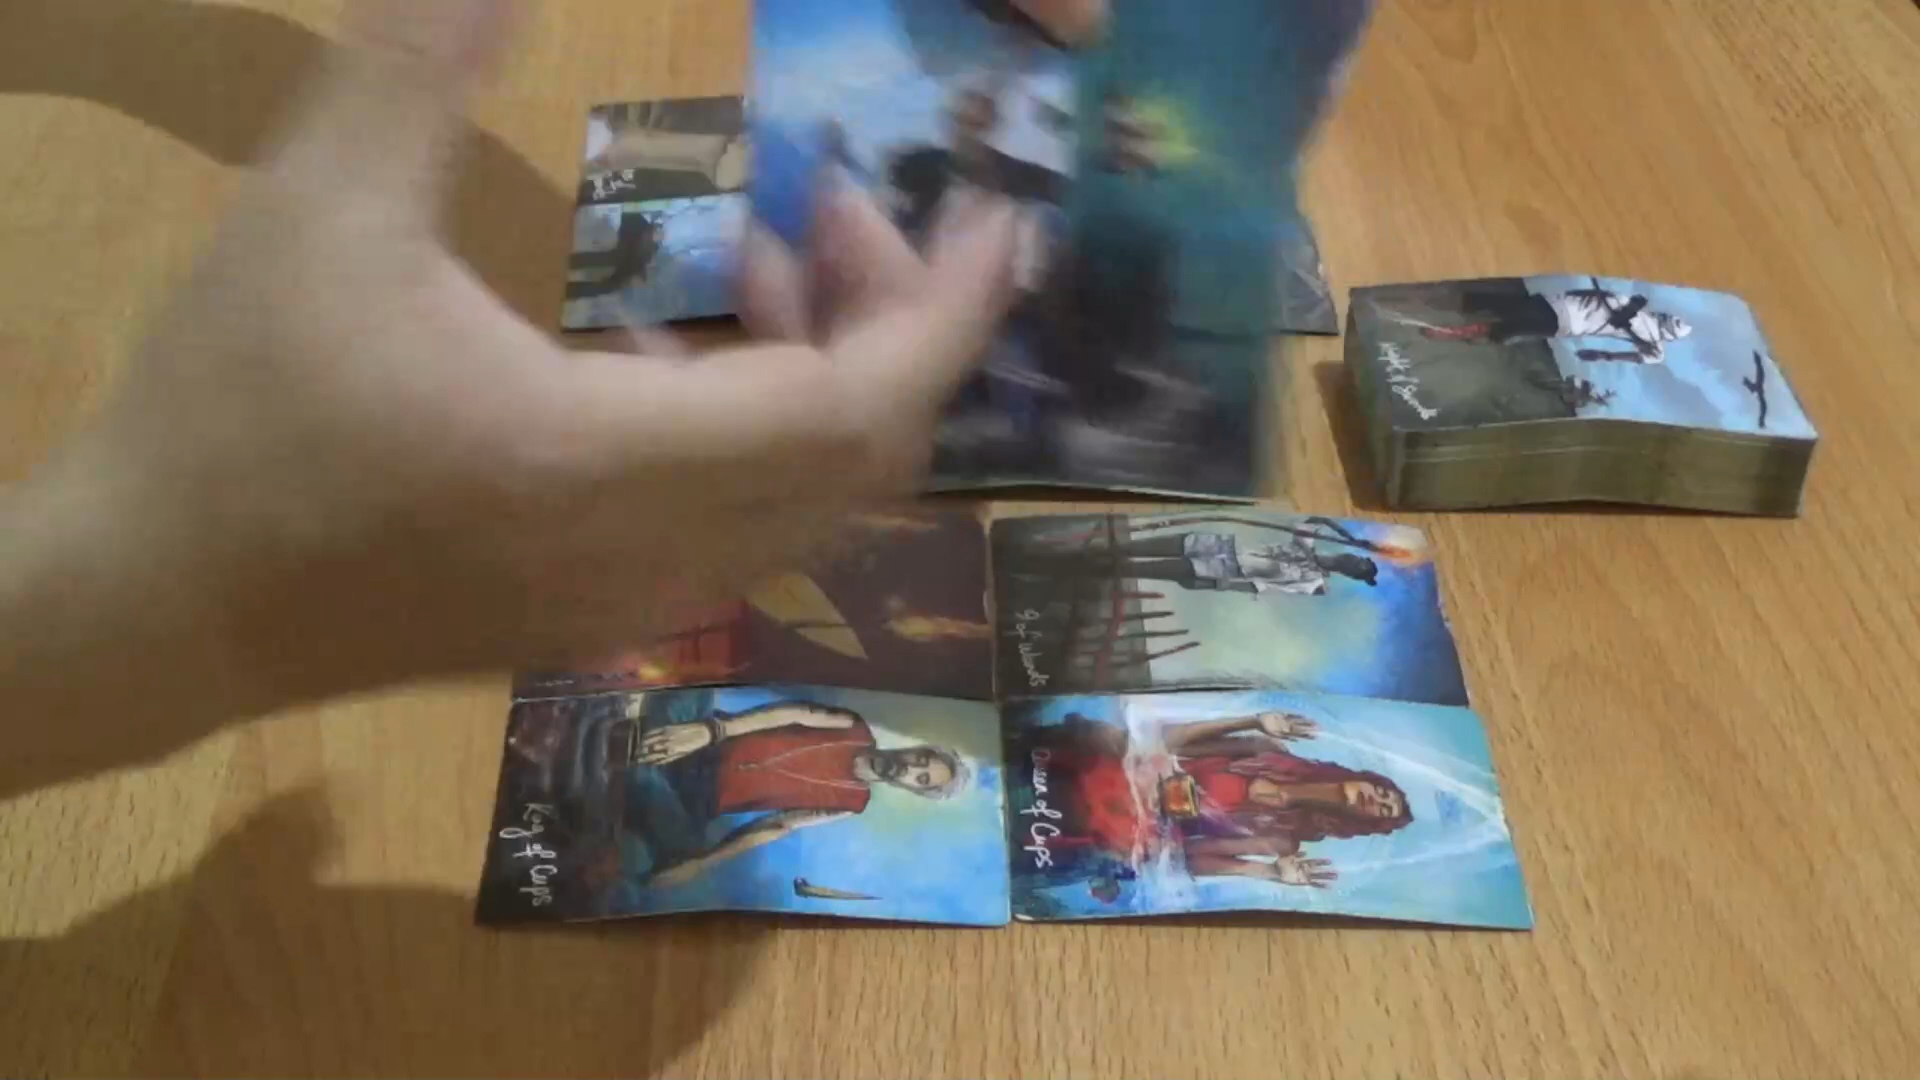 Knight of Swords
9 of Wands
King of Cups
Queen of Cups